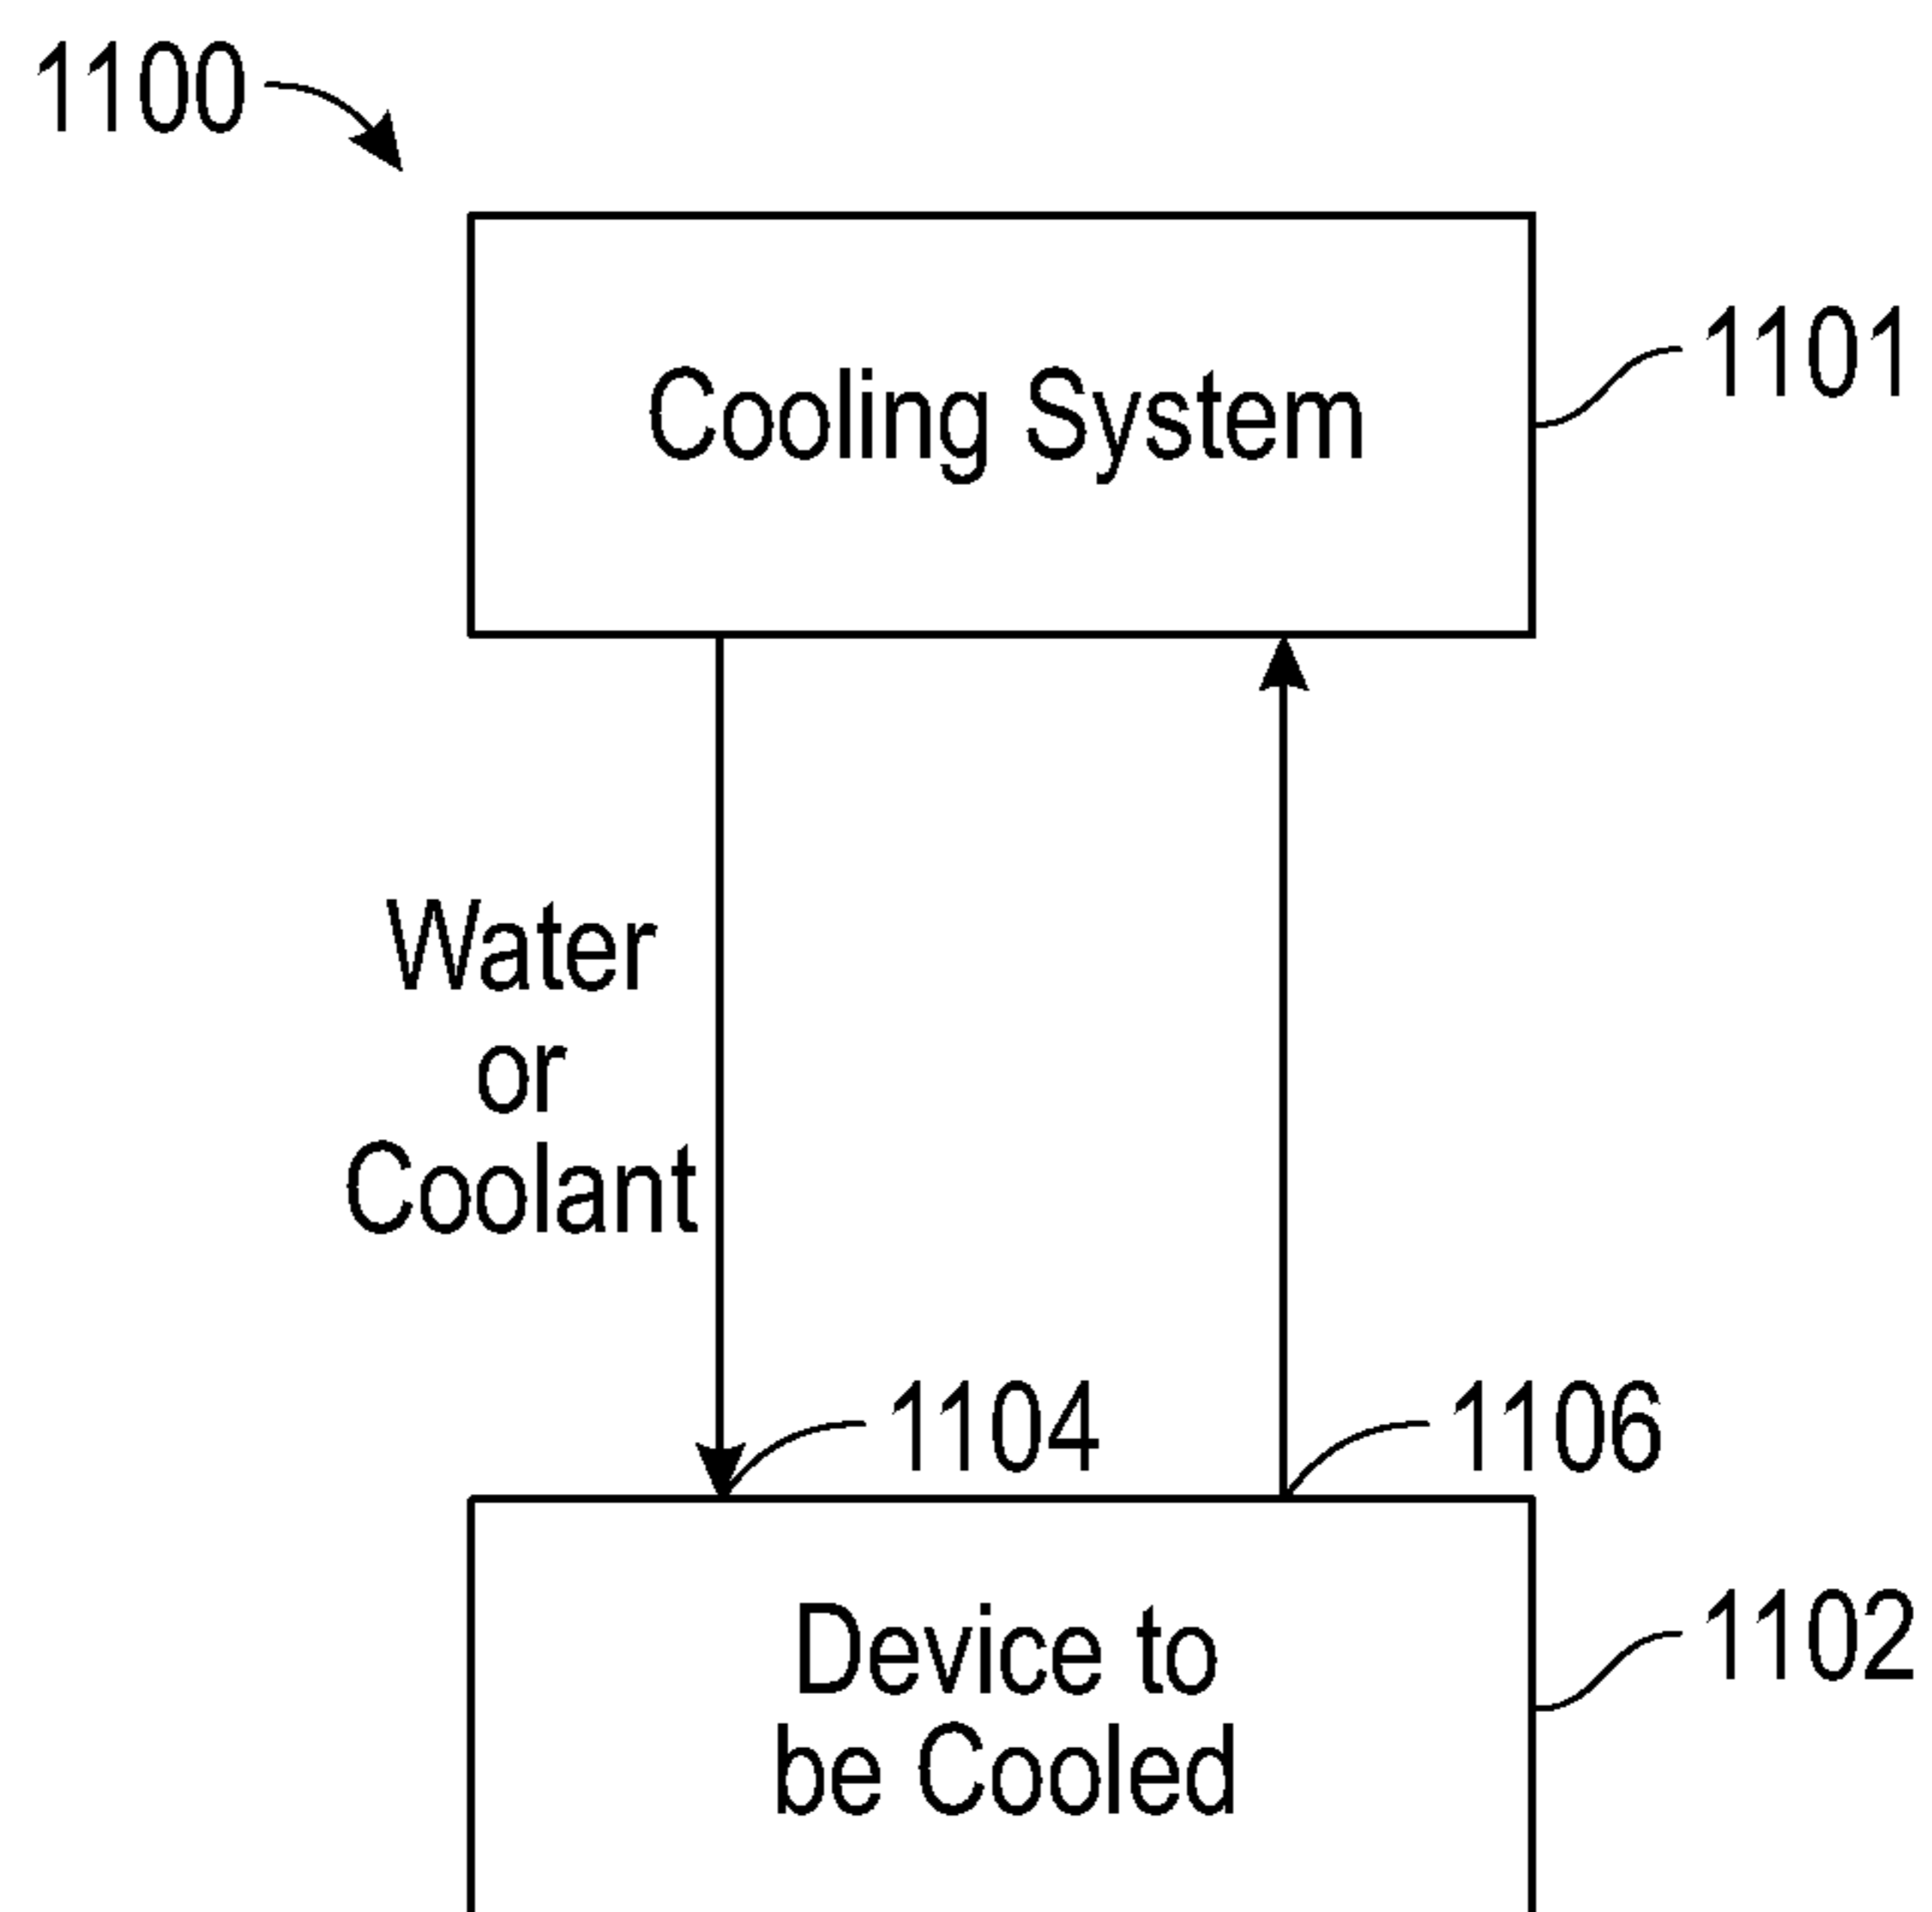 1100
1101
Cooling System
Water
or
Coolant
1104
1106
1102
Device to
be Cooled